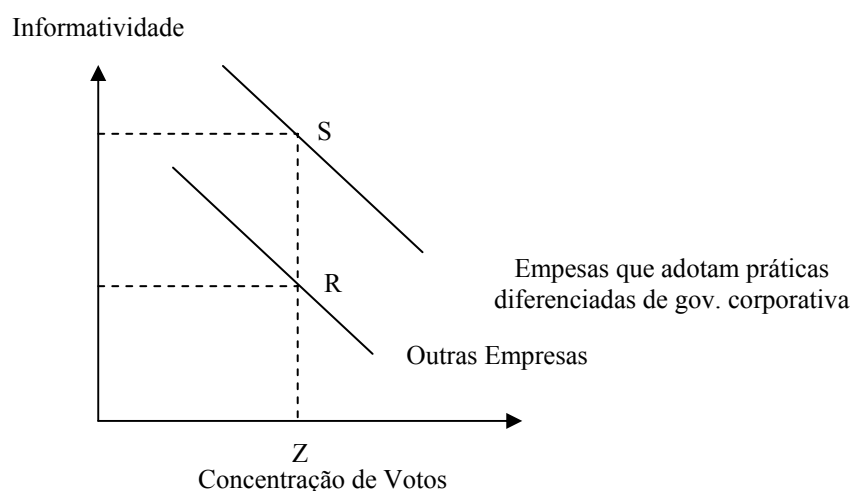 Informatividade
S
R
Empesas que adotam práticas
diferenciadas de gov. corporativa
Outras Empresas
Z
Concentração de Votos